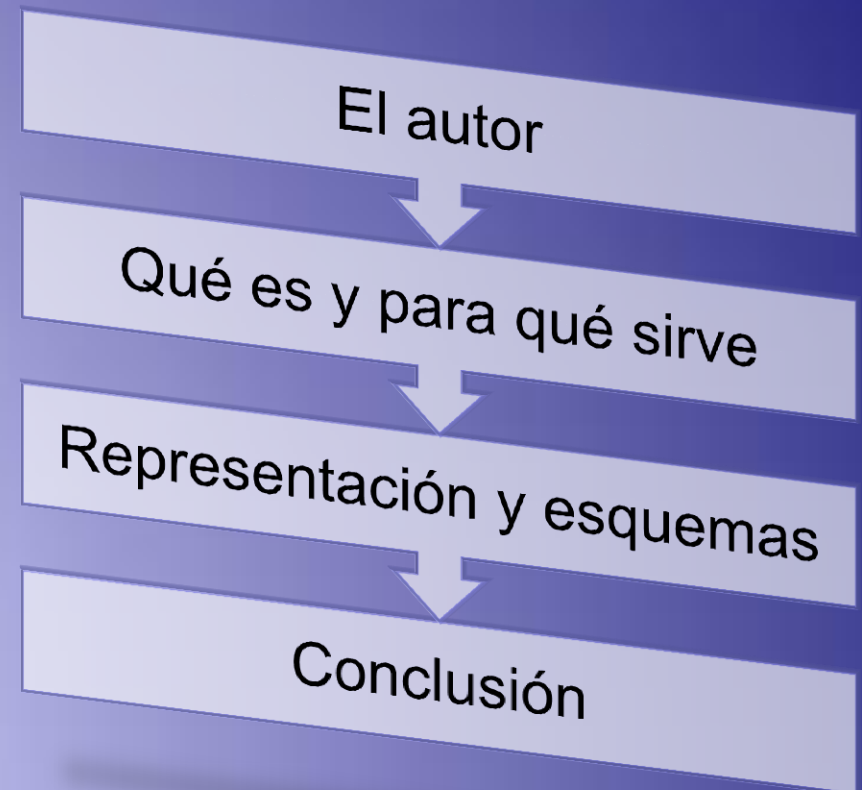 El autor
Qué es y para qué sirve
Representación y esquemas
Conclusión